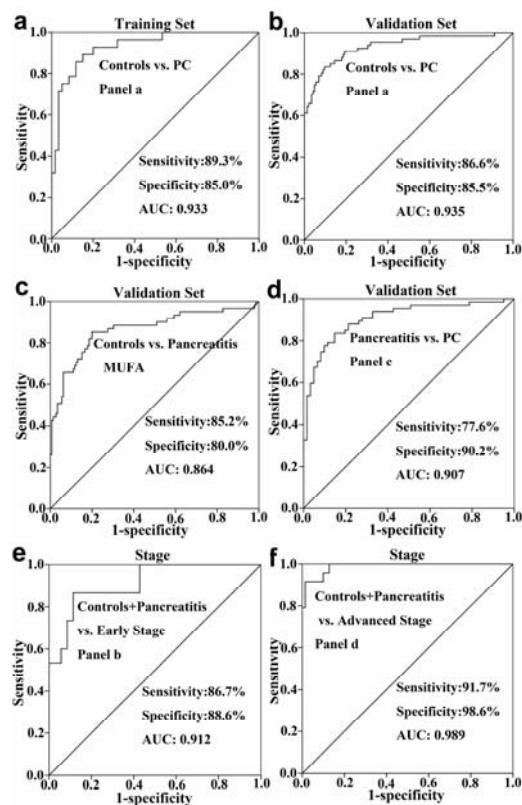 a Training Set
1.0
0.8
0.6
0.4
0.2
0.0
Sensitivity
Controls vs. PC
Panel a
Sensitivity:89.3%
Specificity:85.0%
AUC: 0.933
0.0 0.2 0.4 0.6 0.8 1.0
1-specificity
b Validation Set
1.0
0.8
0.6
0.4
0.2
0.0
Sensitivity
Controls vs. PC
Panel a
Sensitivity:86.6%
Specificity:85.5%
AUC: 0.935
0.0 0.2 0.4 0.6 0.8 1.0
1-specificity
c Validation Set
1.0
0.8
0.6
0.4
0.2
0.0
Sensitivity
Controls vs. Pancreatitis
MUFA
Sensitivity:85.2%
Specificity:80.0%
AUC: 0.864
0.0 0.2 0.4 0.6 0.8 1.0
1-specificity
d Validation Set
1.0
0.8
0.6
0.4
0.2
0.0
Sensitivity
Pancreatitis vs. PC
Panel c
Sensitivity:77.6%
Specificity:90.2%
AUC: 0.907
0.0 0.2 0.4 0.6 0.8 1.0
1-specificity
e Stage
1.0
0.8
0.6
0.4
0.2
0.0
Sensitivity
Controls+Pancreatitis
vs. Early Stage
Panel b
Sensitivity:86.7%
Specificity:88.6%
AUC: 0.912
0.0 0.2 0.4 0.6 0.8 1.0
1-specificity
f Stage
1.0
0.8
0.6
0.4
0.2
0.0
Sensitivity
Controls+Pancreatitis
vs. Advanced Stage
Panel d
Sensitivity:91.7%
Specificity:98.6%
AUC: 0.989
0.0 0.2 0.4 0.6 0.8 1.0
1-specificity